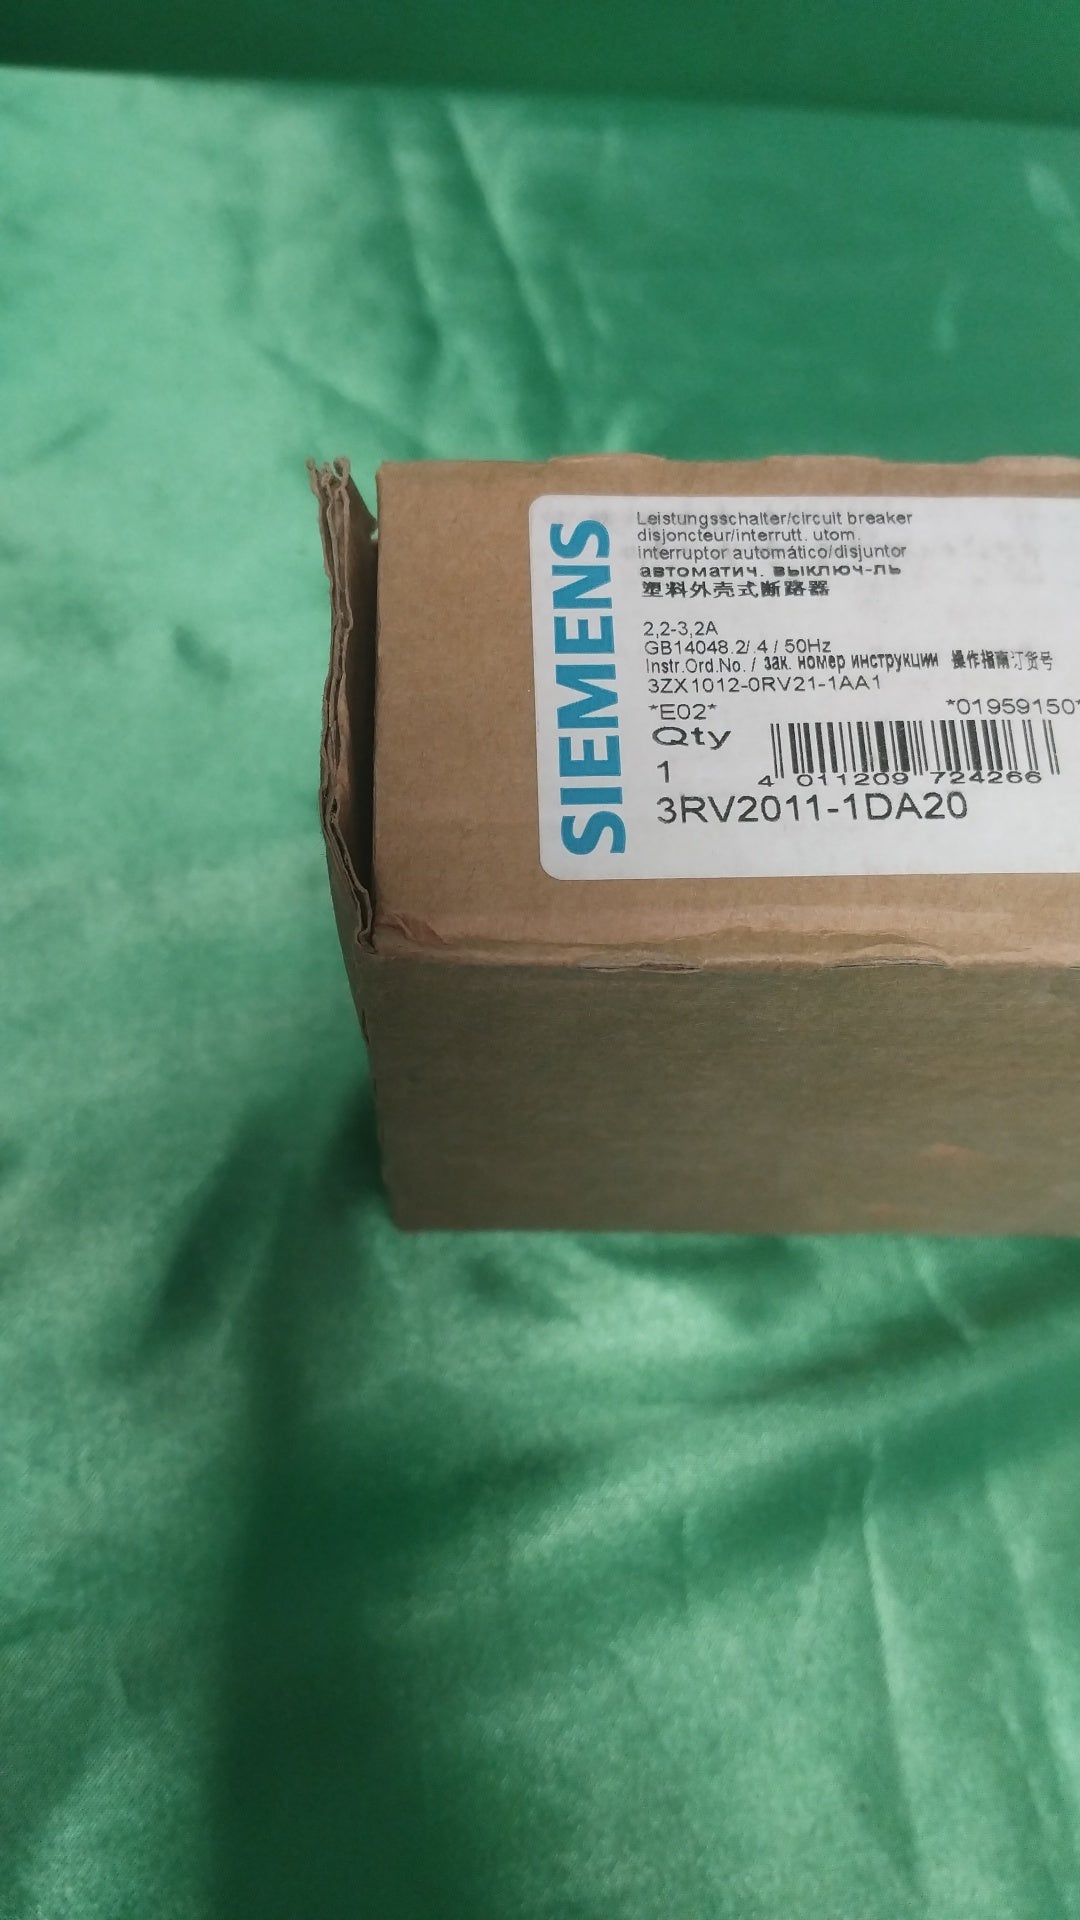 SIEMENS
Leistungsschalter/circuit breaker
disjoncteur/interrutt. utom.
interruptor automático/disjuntor
автоматич. выключ-ль
塑料外壳式断路器
2,2-3,2A
GB14048.2/.4 / 50Hz
Instr.Ord.No. / зак. номер инструкции 操作指南订货号
3ZX1012-0RV21-1AA1
*E02* *01959150*
Qty
1 4 011209 724266
3RV2011-1DA20